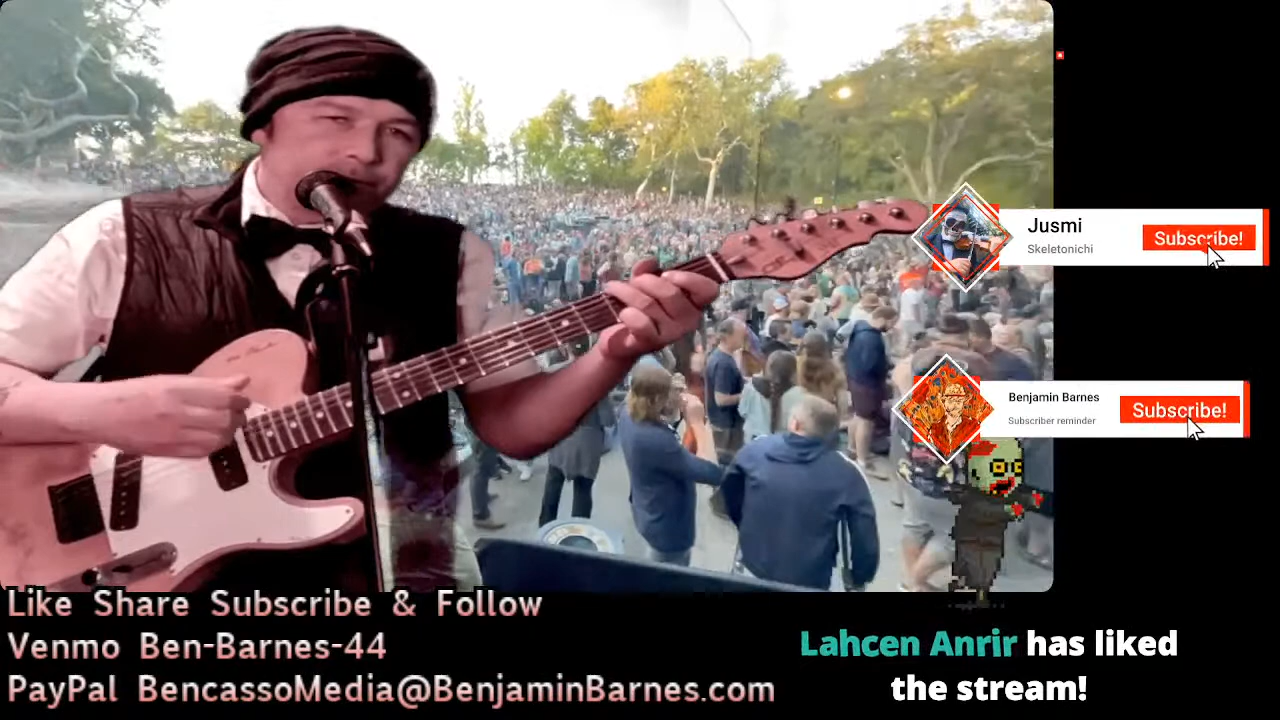 Jusmi
Skeletonichi
Subscribe!
Benjamin Barnes
Subscriber reminder
Subscribe!
Like Share Subscribe & Follow
Venmo Ben-Barnes-44
PayPal BencassoMedia@BenjaminBarnes.com
Lahcen Anrir has liked
the stream!